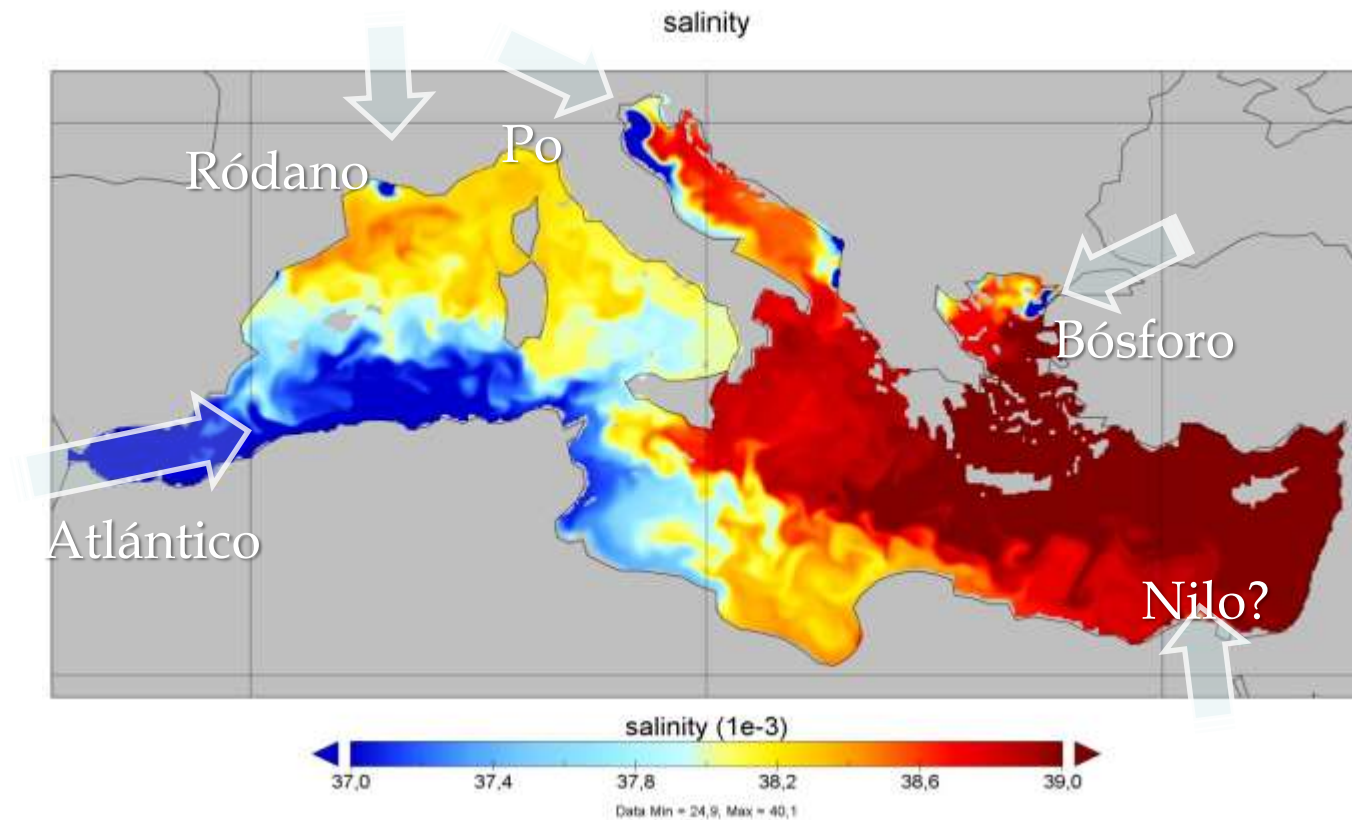 salinity
Po
Ródano
Bósforo
Atlántico
Nilo?
salinity (1e-3)
37,0 37,4 37,8 38,2 38,6 39,0
Data Min = 24,9, Max = 40,1